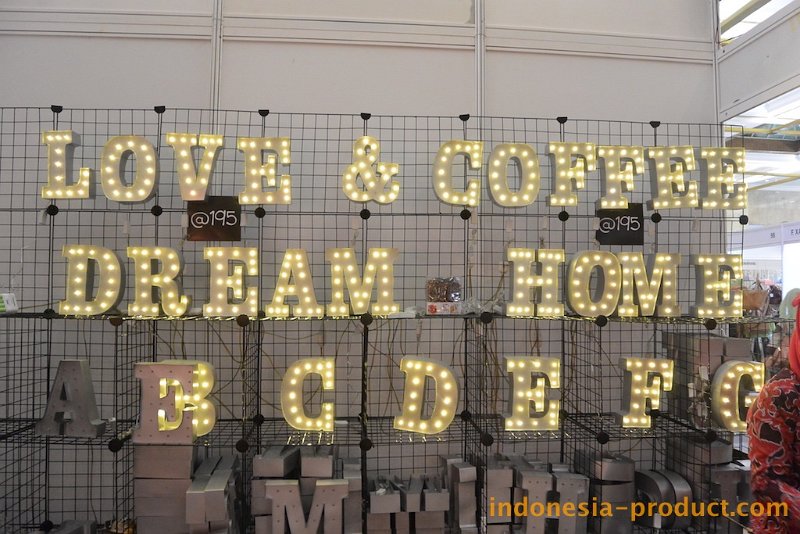 LOVE & COFFEE
@195 @195
DREAM HOME
A E B C D E F G
M
indonesia-product.com